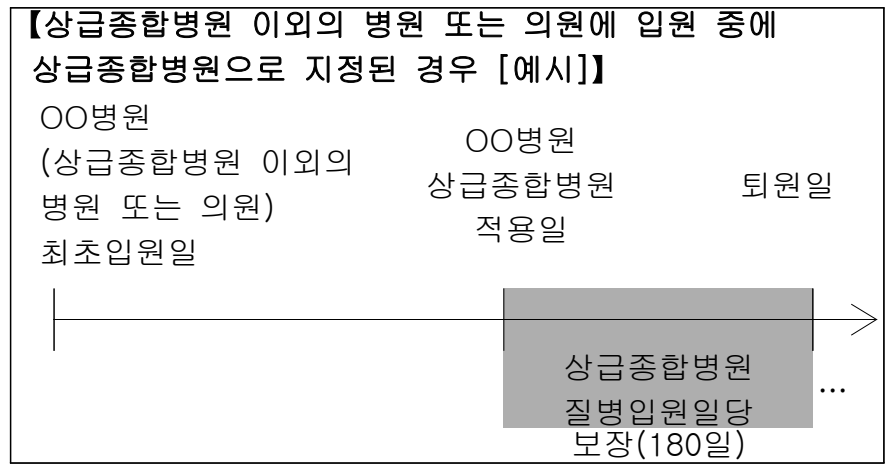 【상급종합병원 이외의 병원 또는 의원에 입원 중에
상급종합병원으로 지정된 경우 [예시]】
OO병원
(상급종합병원 이외의
병원 또는 의원)
최초입원일
OO병원
상급종합병원
적용일
퇴원일
상급종합병원
질병입원일당
보장(180일)
...